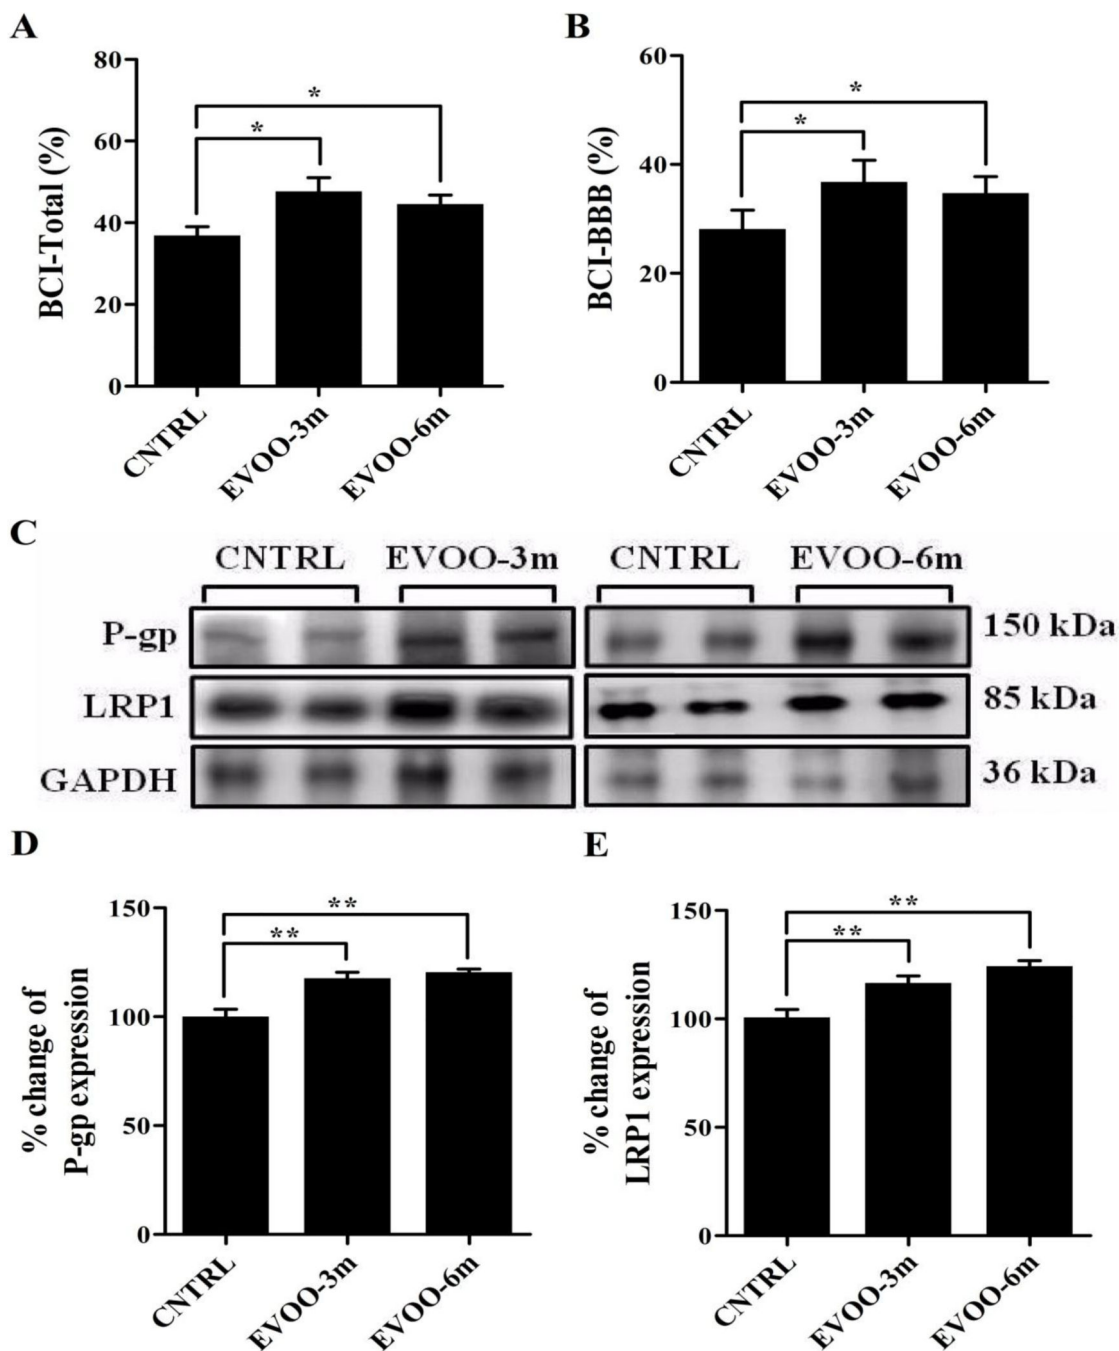 A
BCI-Total (%)
80
60
40
20
0
*
*
CNTRL
EVOO-3m
EVOO-6m
B
BCI-BBB (%)
60
40
20
0
*
*
CNTRL
EVOO-3m
EVOO-6m
C
CNTRL EVOO-3m CNTRL EVOO-6m
P-gp 150 kDa
LRP1 85 kDa
GAPDH 36 kDa
D
% change of
P-gp expression
150
100
50
0
**
**
CNTRL
EVOO-3m
EVOO-6m
E
% change of
LRP1 expression
150
100
50
0
**
**
CNTRL
EVOO-3m
EVOO-6m